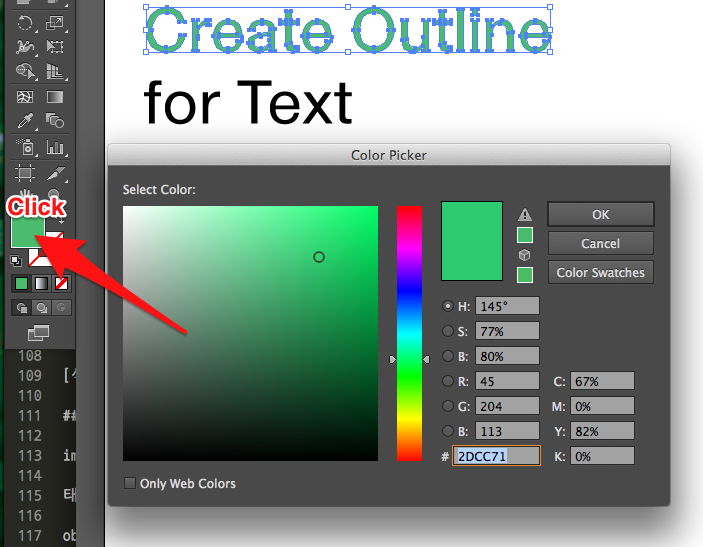 Create Outline
for Text
Color Picker
Select Color:
Click
OK
Cancel
Color Swatches
H: 145°
S: 77%
B: 80%
R: 45 C: 67%
G: 204 M: 0%
B: 113 Y: 82%
# 2DCC71 K: 0%
Only Web Colors
108
109 [
110
111 ##
112
113 im
114
115 태
116
117 ob